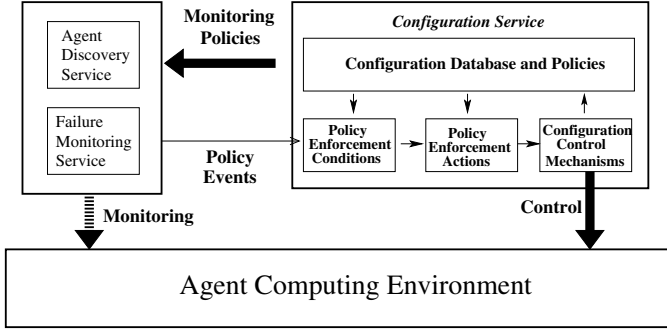 Monitoring
Policies
Configuration Service
Agent
Discovery
Service
Configuration Database and Policies
Failure
Monitoring
Service
Policy
Events
Policy
Enforcement
Conditions
Policy
Enforcement
Actions
Configuration
Control
Mechanisms
Monitoring
Control
Agent Computing Environment